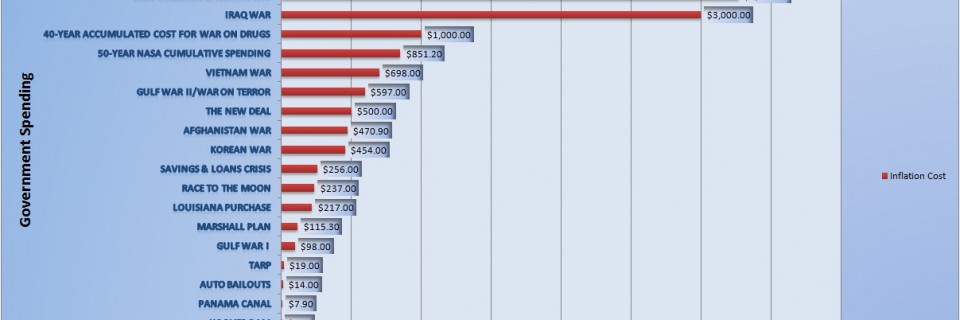 IRAQ WAR $3,000.00
40-YEAR ACCUMULATED COST FOR WAR ON DRUGS $1,000.00
50-YEAR NASA CUMULATIVE SPENDING $851.20
VIETNAM WAR $698.00
GULF WAR II/WAR ON TERROR $597.00
THE NEW DEAL $500.00
AFGHANISTAN WAR $470.90
KOREAN WAR $454.00
SAVINGS & LOANS CRISIS $256.00
RACE TO THE MOON $237.00
LOUISIANA PURCHASE $217.00
MARSHALL PLAN $115.30
GULF WAR I $98.00
TARP $19.00
AUTO BAILOUTS $14.00
PANAMA CANAL $7.90
Government Spending
Inflation Cost